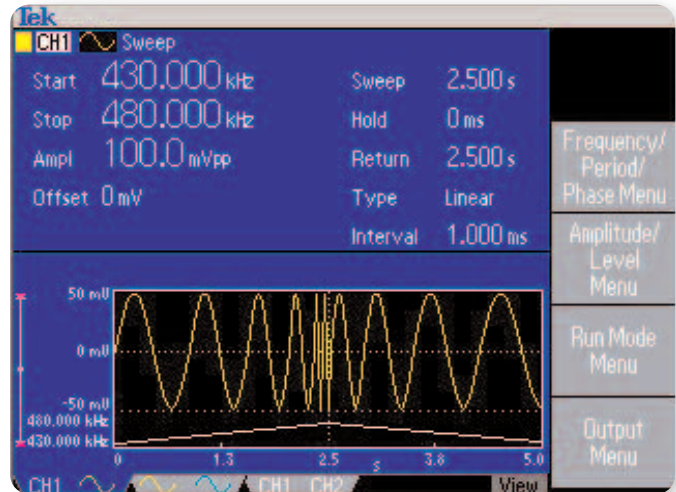 Tek
CH1 Sweep
Start 430.000 kHz
Stop 480.000 kHz
Ampl 100.0 mVpp
Offset 0 mV
Sweep 2.500 s
Hold 0 ms
Return 2.500 s
Type Linear
Interval 1.000 ms
Frequency/
Period/
Phase Menu
Amplitude/
Level
Menu
Run Mode
Menu
Output
Menu
50 mV
0 mV
-50 mV
480.000 kHz
430.000 kHz
0 1.3 2.5 s 3.8 5.0
CH1 CH1 CH2 View